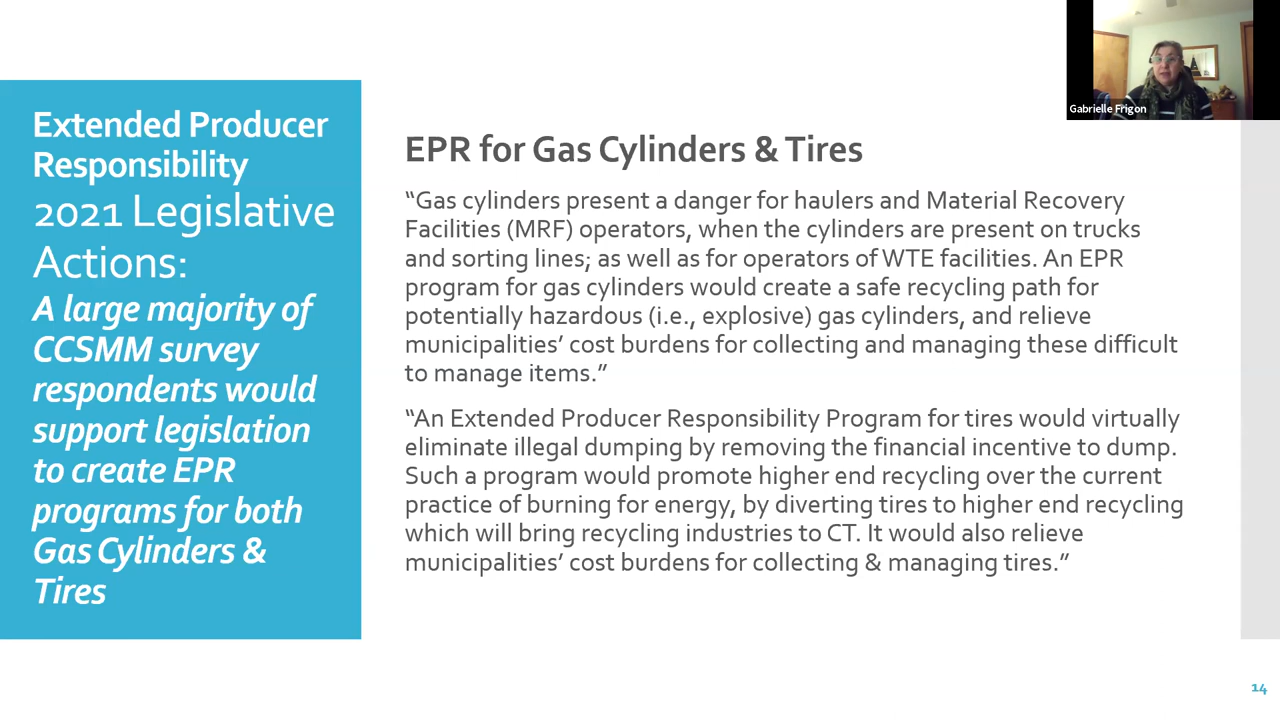 Gabrielle Frigon
Extended Producer
Responsibility
2021 Legislative
Actions:
A large majority of
CCSMM survey
respondents would
support legislation
to create EPR
programs for both
Gas Cylinders &
Tires
EPR for Gas Cylinders & Tires
“Gas cylinders present a danger for haulers and Material Recovery
Facilities (MRF) operators, when the cylinders are present on trucks
and sorting lines; as well as for operators of WTE facilities. An EPR
program for gas cylinders would create a safe recycling path for
potentially hazardous (i.e., explosive) gas cylinders, and relieve
municipalities’ cost burdens for collecting and managing these difficult
to manage items.”
“An Extended Producer Responsibility Program for tires would virtually
eliminate illegal dumping by removing the financial incentive to dump.
Such a program would promote higher end recycling over the current
practice of burning for energy, by diverting tires to higher end recycling
which will bring recycling industries to CT. It would also relieve
municipalities’ cost burdens for collecting & managing tires.”
14